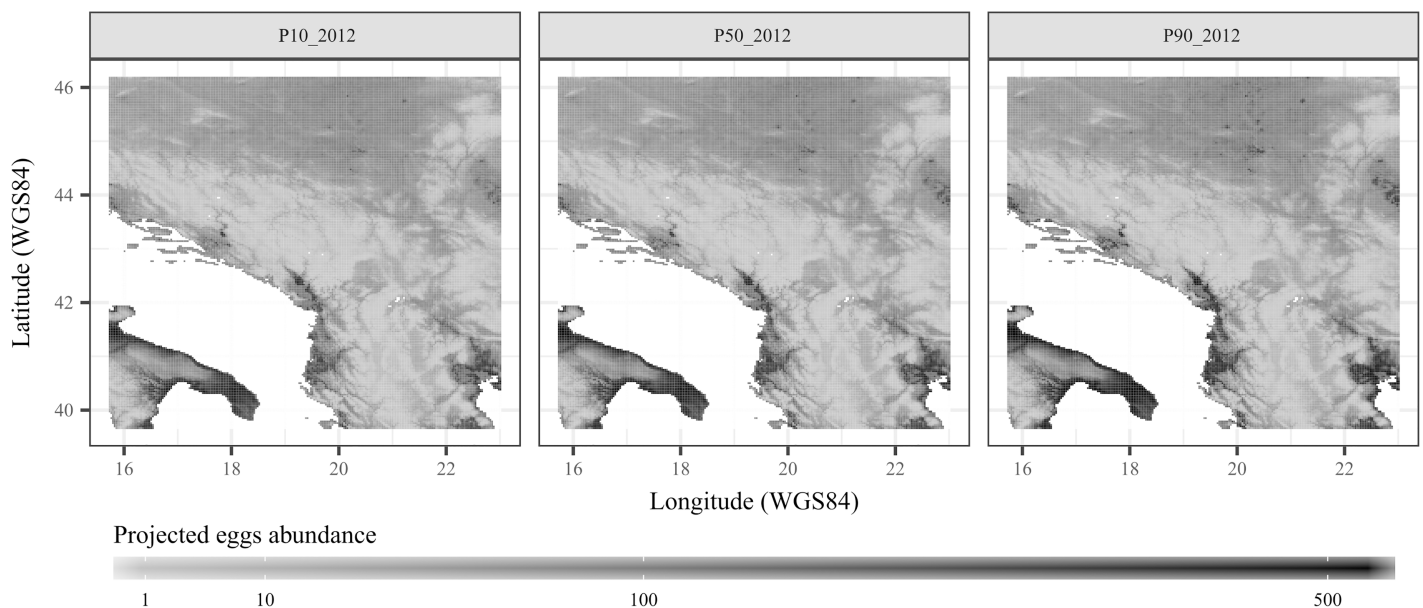 P10_2012 P50_2012 P90_2012
46
44
42
40
Latitude (WGS84)
16 18 20 22 16 18 20 22 16 18 20 22
Longitude (WGS84)
Projected eggs abundance
1 10 100 500